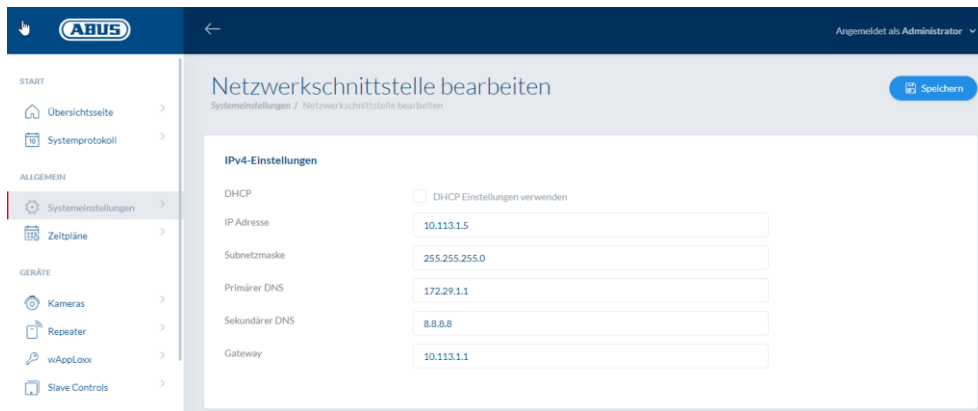 ABUS
Angemeldet als Administrator
START
Übersichtsseite
10 Systemprotokoll
ALLGEMEIN
Systemeinstellungen
Zeitpläne
GERÄTE
Kameras
Repeater
wAppLoxx
Slave Controls
Netzwerkschnittstelle bearbeiten
Systemeinstellungen / Netzwerkschnittstelle bearbeiten
Speichern
IPv4-Einstellungen
DHCP DHCP Einstellungen verwenden
IP Adresse 10.113.1.5
Subnetzmaske 255.255.255.0
Primärer DNS 172.29.1.1
Sekundärer DNS 8.8.8.8
Gateway 10.113.1.1